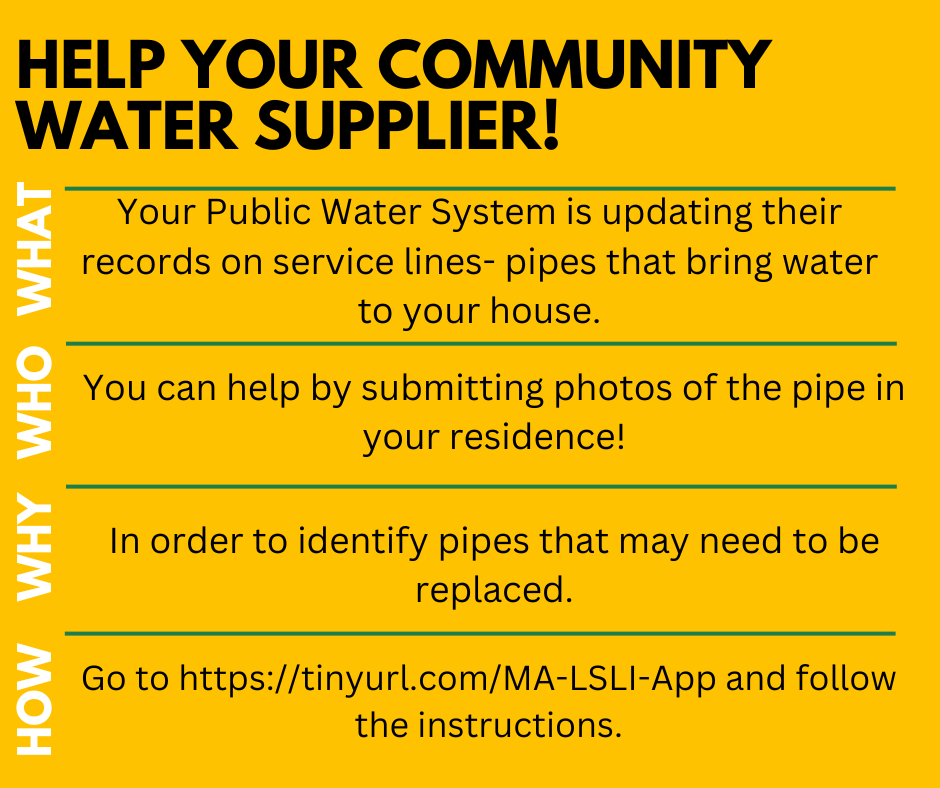 HELP YOUR COMMUNITY
WATER SUPPLIER!
WHAT
Your Public Water System is updating their
records on service lines- pipes that bring water
to your house.
WHO
You can help by submitting photos of the pipe in
your residence!
WHY
In order to identify pipes that may need to be
replaced.
HOW
Go to https://tinyurl.com/MA-LSLI-App and follow
the instructions.